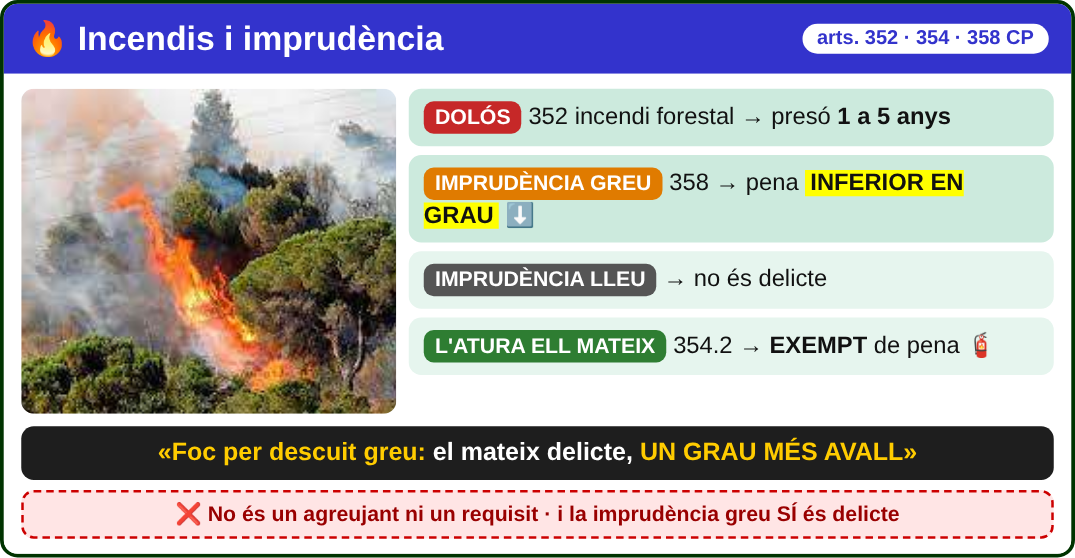 🔥 Incendis i imprudència
arts. 352 · 354 · 358 CP
DOLÓS 352 incendi forestal → presó 1 a 5 anys
IMPRUDÈNCIA GREU 358 → pena INFERIOR EN
GRAU ⬇️
IMPRUDÈNCIA LLEU → no és delicte
L'ATURA ELL MATEIX 354.2 → EXEMPT de pena 🧯
«Foc per descuit greu: el mateix delicte, UN GRAU MÉS AVALL»
❌ No és un agreujant ni un requisit · i la imprudència greu SÍ és delicte